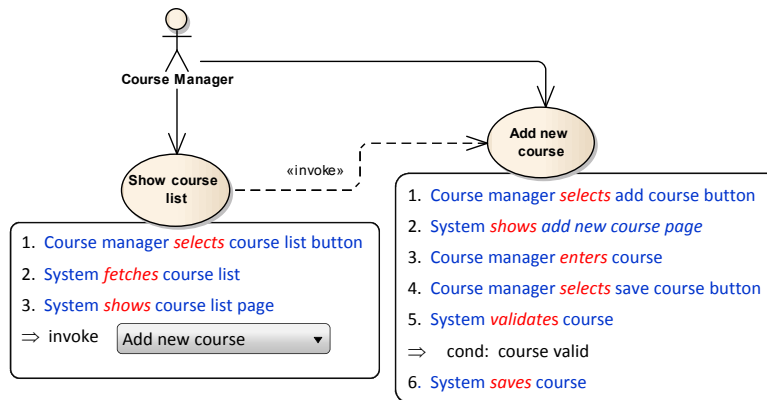 Course Manager
Add new
course
«invoke»
Show course
list
1. Course manager selects course list button
2. System fetches course list
3. System shows course list page
⇒ invoke Add new course
1. Course manager selects add course button
2. System shows add new course page
3. Course manager enters course
4. Course manager selects save course button
5. System validates course
⇒ cond: course valid
6. System saves course